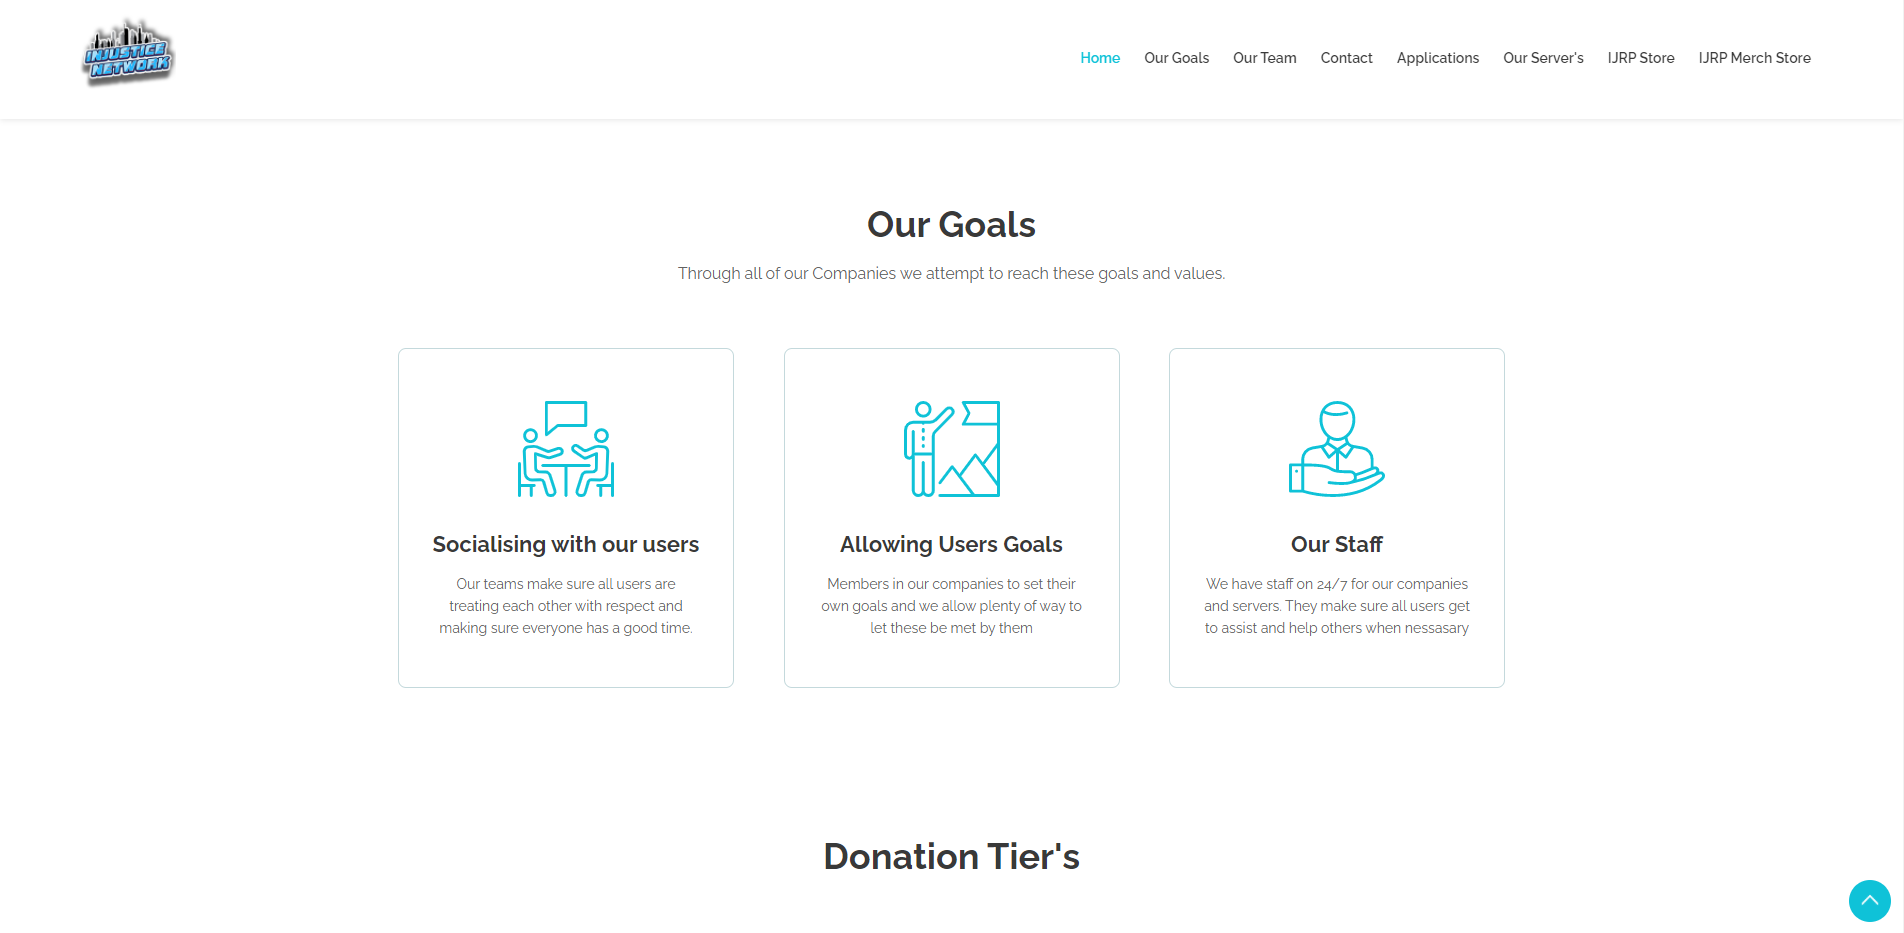 INJUSTICE
NETWORK
Home Our Goals Our Team Contact Applications Our Server's IJRP Store IJRP Merch Store
Our Goals
Through all of our Companies we attempt to reach these goals and values.
Socialising with our users
Our teams make sure all users are
treating each other with respect and
making sure everyone has a good time.
Allowing Users Goals
Members in our companies to set their
own goals and we allow plenty of way to
let these be met by them
Our Staff
We have staff on 24/7 for our companies
and servers. They make sure all users get
to assist and help others when nessasary
Donation Tier's